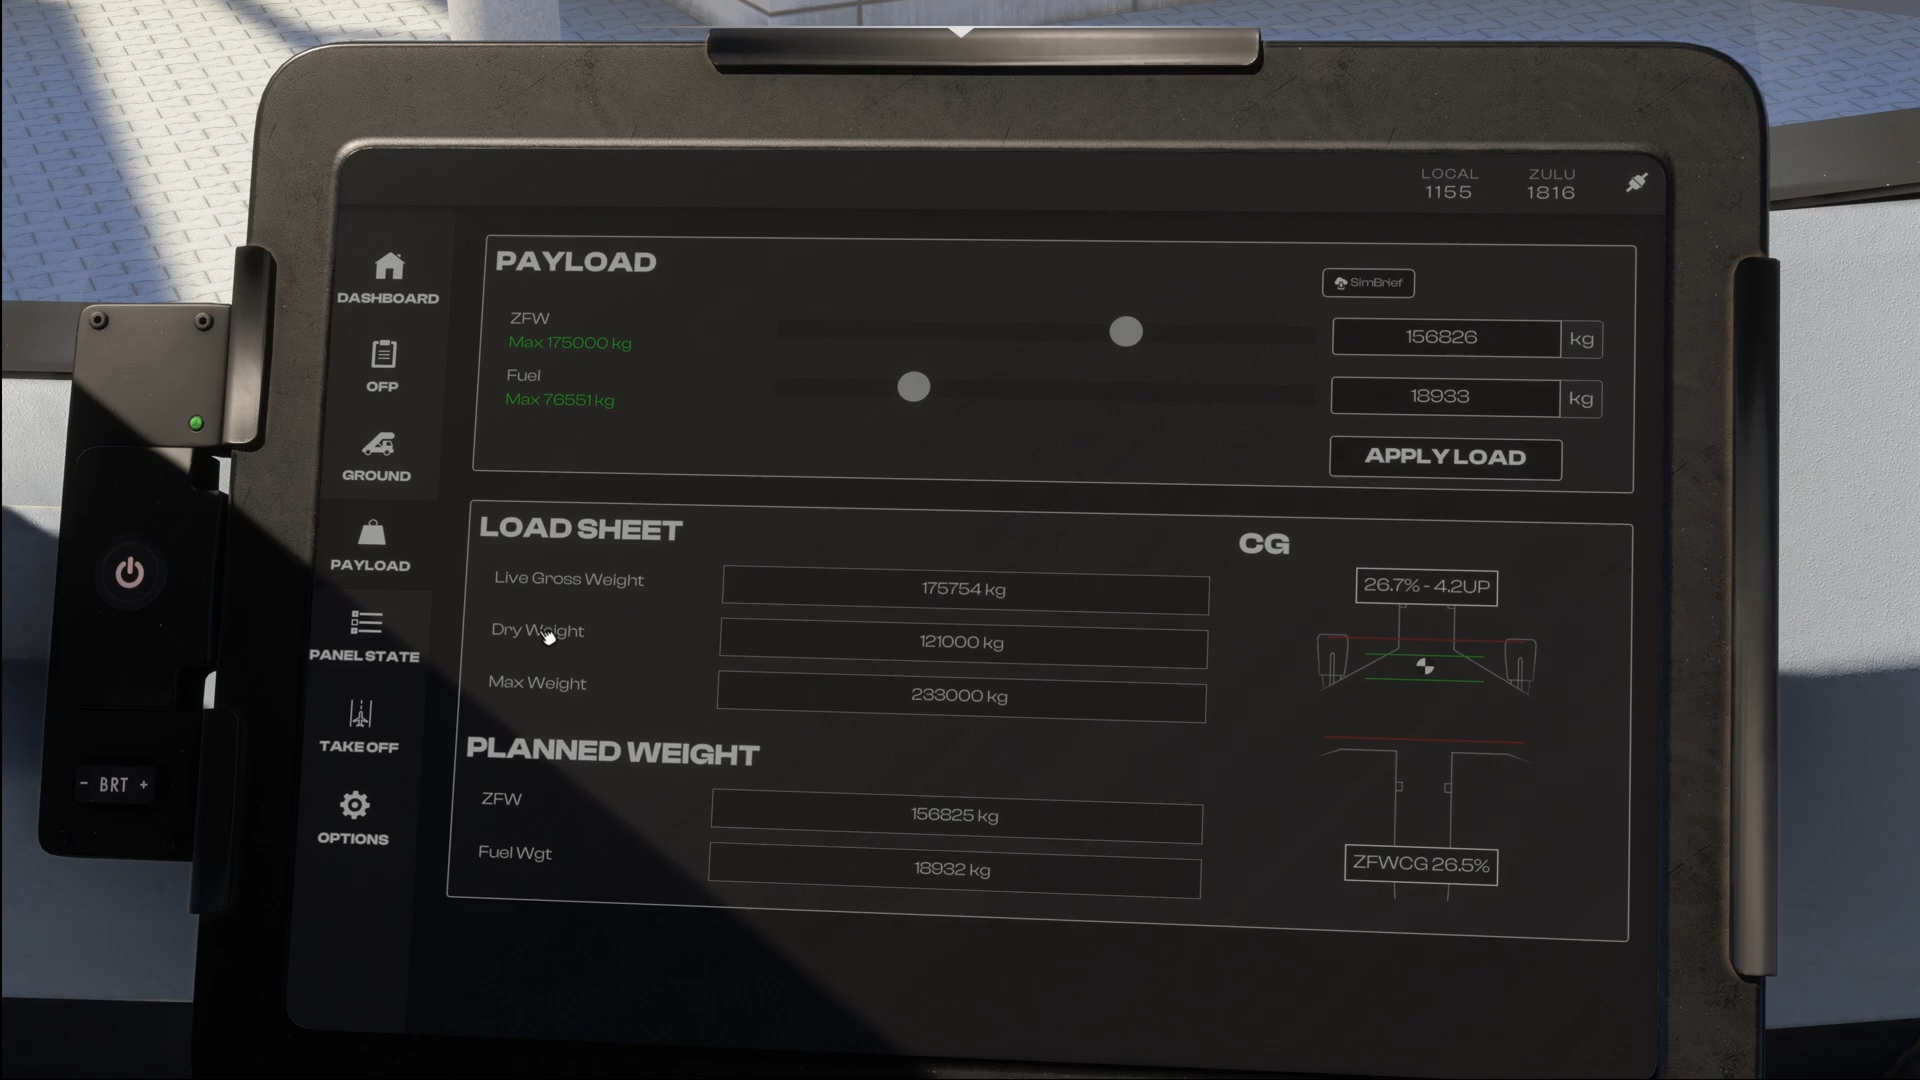 LOCAL
1155
ZULU
1816
DASHBOARD
OFP
GROUND
PAYLOAD
PANEL STATE
TAKE OFF
OPTIONS
- BRT +
PAYLOAD
SimBrief
ZFW
Max 175000 kg
156826 kg
Fuel
Max 76551 kg
18933 kg
APPLY LOAD
LOAD SHEET
Live Gross Weight 175754 kg
Dry Weight 121000 kg
Max Weight 233000 kg
PLANNED WEIGHT
ZFW 156825 kg
Fuel Wgt 18932 kg
CG
26.7% - 4.2UP
ZFWCG 26.5%